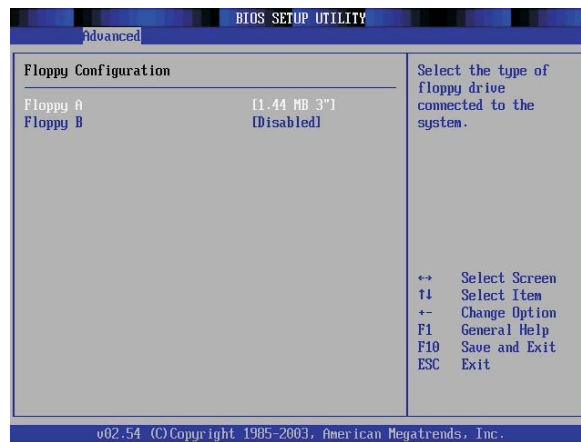 BIOS SETUP UTILITY
Advanced
Floppy Configuration
Floppy A [1.44 MB 3"]
Floppy B [Disabled]
Select the type of
floppy drive
connected to the
system.
↔ Select Screen
↑↓ Select Item
+- Change Option
F1 General Help
F10 Save and Exit
ESC Exit
v02.54 (C)Copyright 1985-2003, American Megatrends, Inc.